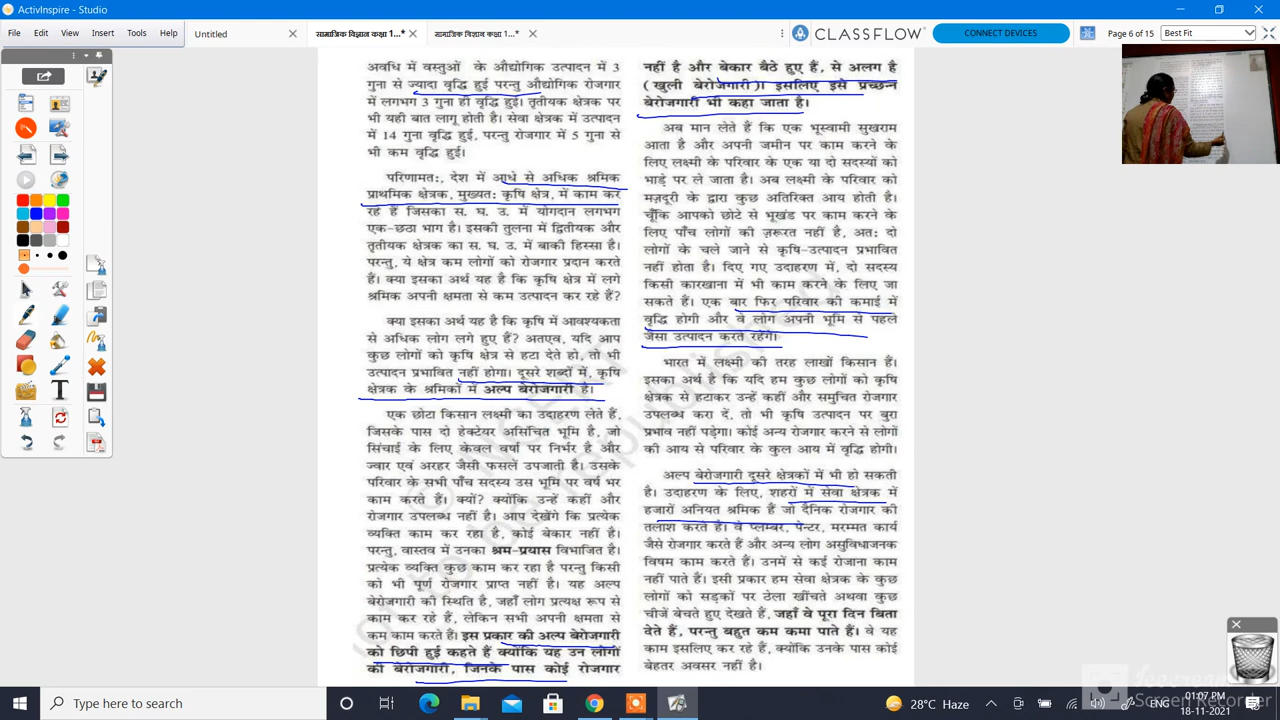 ActivInspire - Studio
File Edit View Insert Tools Help
Untitled
सामाजिक विज्ञान कक्षा 1...*
सामाजिक विज्ञान कक्षा 1...*
CLASSFLOW
CONNECT DEVICES
Page 6 of 15
Best Fit
अवधि में वस्तुओं के औद्योगिक उत्पादन में 3
गुना से ज्यादा वृद्धि हुई परन्तु औद्योगिक रोजगार
में लगभग 3 गुना ही वृद्धि हुई। तृतीयक क्षेत्रक पर
भी यही बात लागू होती है। सेवा क्षेत्रक में उत्पादन
में 14 गुना वृद्धि हुई, परन्तु रोजगार में 5 गुना से
भी कम वृद्धि हुई।
परिणामतः, देश में आधे से अधिक श्रमिक
प्राथमिक क्षेत्रक, मुख्यतः कृषि क्षेत्र, में काम कर
रहे हैं जिसका स. घ. उ. में योगदान लगभग
एक-छठा भाग है। इसकी तुलना में द्वितीयक और
तृतीयक क्षेत्रक का स. घ. उ. में बाकी हिस्सा है।
परन्तु, ये क्षेत्र कम लोगों को रोजगार प्रदान करते
हैं। क्या इसका अर्थ यह है कि कृषि क्षेत्र में लगे
श्रमिक अपनी क्षमता से कम उत्पादन कर रहे हैं?
क्या इसका अर्थ यह है कि कृषि में आवश्यकता
से अधिक लोग लगे हुए हैं? अतएव, यदि आप
कुछ लोगों को कृषि क्षेत्र से हटा देते हो, तो भी
उत्पादन प्रभावित नहीं होगा। दूसरे शब्दों में, कृषि
क्षेत्रक के श्रमिकों में अल्प बेरोजगारी है।
एक छोटा किसान लक्ष्मी का उदाहरण लेते हैं,
जिसके पास दो हेक्टेयर असिंचित भूमि है, जो
सिंचाई के लिए केवल वर्षा पर निर्भर है और
ज्वार एवं अरहर जैसी फसलें उपजाती है। उसके
परिवार के सभी पाँच सदस्य उस भूमि पर वर्ष भर
काम करते हैं। क्यों? क्योंकि उन्हें कहीं और
रोजगार उपलब्ध नहीं है। आप देखेंगे कि प्रत्येक
व्यक्ति काम कर रहा है, कोई बेकार नहीं है।
परन्तु, वास्तव में उनका श्रम-प्रयास विभाजित है।
प्रत्येक व्यक्ति कुछ काम कर रहा है परन्तु किसी
को भी पूर्ण रोजगार प्राप्त नहीं है। यह अल्प
बेरोजगारी की स्थिति है, जहाँ लोग प्रत्यक्ष रूप से
काम कर रहे हैं, लेकिन सभी अपनी क्षमता से
कम काम करते हैं। इस प्रकार की अल्प बेरोजगारी
को छिपी हुई कहते हैं क्योंकि यह उन लोगों
की बेरोजगारी, जिनके पास कोई रोजगार
नहीं है और बेकार बैठे हुए हैं, से अलग है
(खुली बेरोजगारी)। इसलिए इसे प्रच्छन्न
बेरोजगारी भी कहा जाता है।
अब मान लेते हैं कि एक भूस्वामी सुखराम
आता है और अपनी जमीन पर काम करने के
लिए लक्ष्मी के परिवार के एक या दो सदस्यों को
भाड़े पर ले जाता है। अब लक्ष्मी के परिवार को
मज़दूरी के द्वारा कुछ अतिरिक्त आय होती है।
चूँकि आपको छोटे से भूखंड पर काम करने के
लिए पाँच लोगों की ज़रूरत नहीं है, अतः दो
लोगों के चले जाने से कृषि-उत्पादन प्रभावित
नहीं होता है। दिए गए उदाहरण में, दो सदस्य
किसी कारखाना में भी काम करने के लिए जा
सकते हैं। एक बार फिर परिवार की कमाई में
वृद्धि होगी और वे लोग अपनी भूमि से पहले
जैसा उत्पादन करते रहेंगे।
भारत में लक्ष्मी की तरह लाखों किसान हैं।
इसका अर्थ है कि यदि हम कुछ लोगों को कृषि
क्षेत्रक से हटाकर उन्हें कहीं और समुचित रोजगार
उपलब्ध करा दें, तो भी कृषि उत्पादन पर बुरा
प्रभाव नहीं पड़ेगा। कोई अन्य रोजगार करने से लोगों
की आय से परिवार के कुल आय में वृद्धि होगी।
अल्प बेरोजगारी दूसरे क्षेत्रकों में भी हो सकती
है। उदाहरण के लिए, शहरों में सेवा क्षेत्रक में
हजारों अनियत श्रमिक हैं जो दैनिक रोजगार की
तलाश करते हैं। वे प्लम्बर, पेन्टर, मरम्मत कार्य
जैसे रोजगार करते हैं और अन्य लोग असुविधाजनक
विषम काम करते हैं। उनमें से कई रोजाना काम
नहीं पाते हैं। इसी प्रकार हम सेवा क्षेत्रक के कुछ
लोगों को सड़कों पर ठेला खींचते अथवा कुछ
चीजें बेचते हुए देखते हैं, जहाँ वे पूरा दिन बिता
देते हैं, परन्तु बहुत कम कमा पाते हैं। वे यह
काम इसलिए कर रहे हैं, क्योंकि उनके पास कोई
बेहतर अवसर नहीं है।
Type here to search
28°C Haze
ENG
01:07 PM
18-11-2021